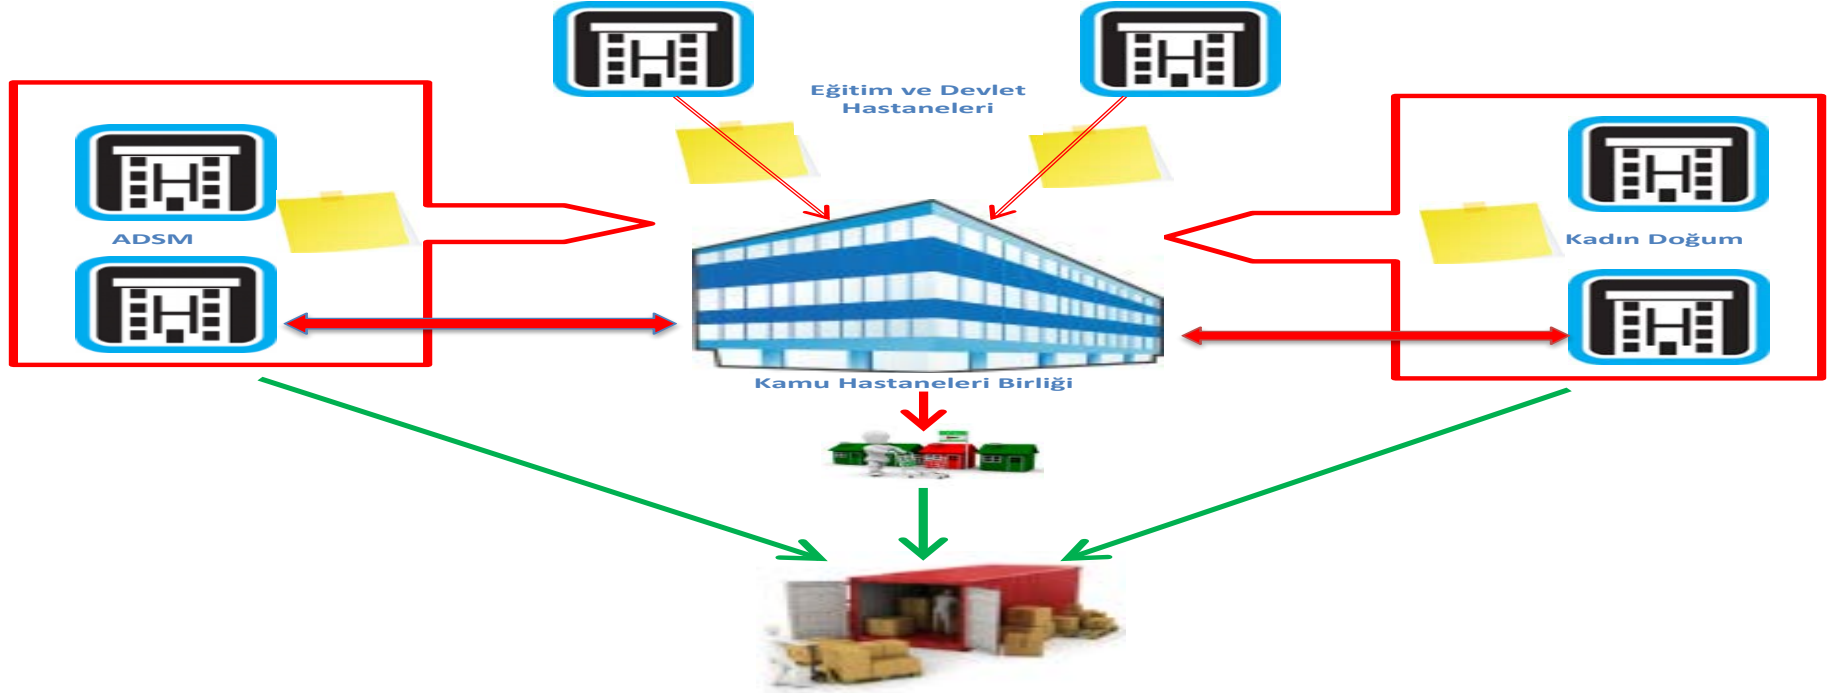 Eğitim ve Devlet
Hastaneleri
ADSM
Kadın Doğum
Kamu Hastaneleri Birliği